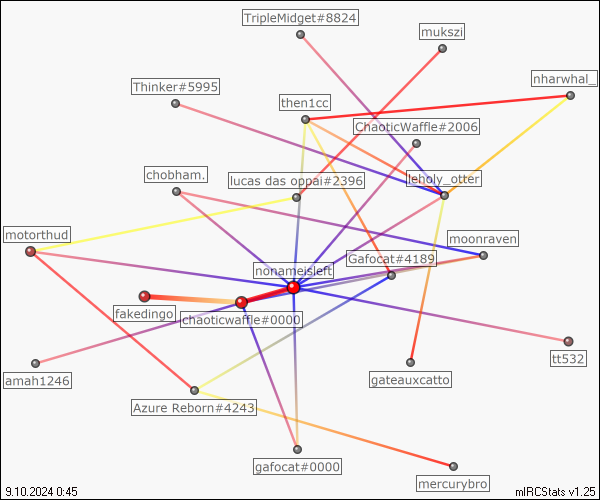 TripleMidget#8824
mukszi
nharwhal_
Thinker#5995
then1cc
ChaoticWaffle#2006
chobham.
lucas das oppai#2396
leholy_otter
motorthud
moonraven
Gafocat#4189
nonameisleft
fakedingo
chaoticwaffle#0000
tt532
amah1246
gateauxcatto
Azure Reborn#4243
gafocat#0000
mercurybro
9.10.2024 0:45
mIRCStats v1.25